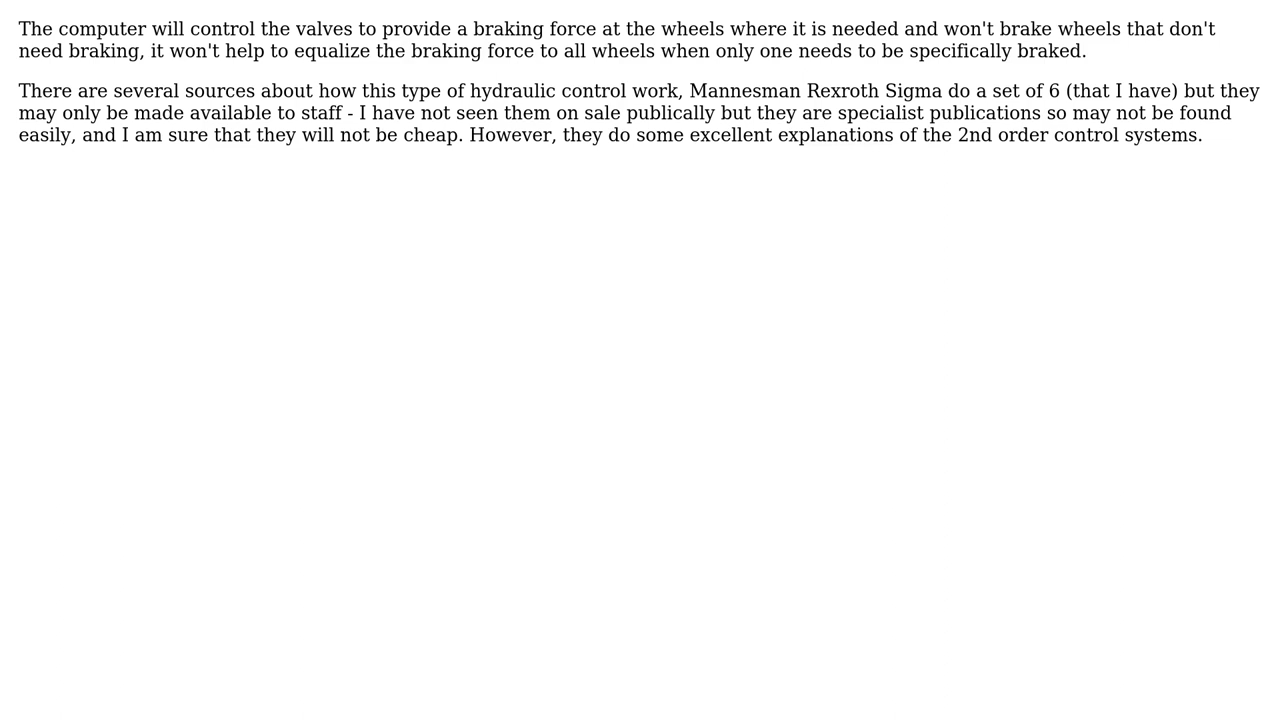 The computer will control the valves to provide a braking force at the wheels where it is needed and won't brake wheels that don't
need braking, it won't help to equalize the braking force to all wheels when only one needs to be specifically braked.
There are several sources about how this type of hydraulic control work, Mannesman Rexroth Sigma do a set of 6 (that I have) but they
may only be made available to staff - I have not seen them on sale publically but they are specialist publications so may not be found
easily, and I am sure that they will not be cheap. However, they do some excellent explanations of the 2nd order control systems.